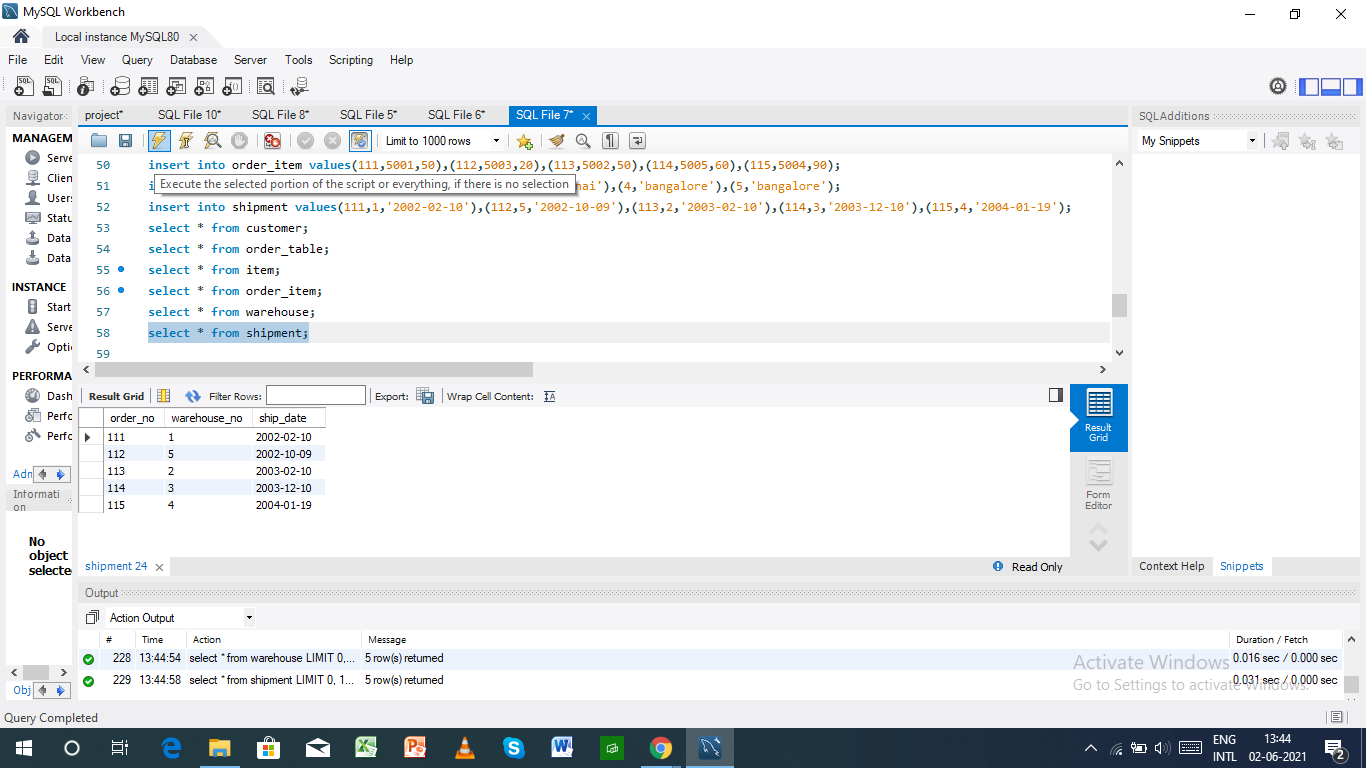 MySQL Workbench
Local instance MySQL80
File Edit View Query Database Server Tools Scripting Help
Navigator
MANAGEM
Serve
Clien
Users
Statu
Data
Data
INSTANCE
Start
Serve
Optio
PERFORMA
Dash
Perfo
Perfo
Adn
Informati
on
No
object
selecte
Obj
project* SQL File 10* SQL File 8* SQL File 5* SQL File 6* SQL File 7*
Limit to 1000 rows
50 insert into order_item values(111,5001,50),(112,5003,20),(113,5002,50),(114,5005,60),(115,5004,90);
51 i hai'),(4,'bangalore'),(5,'bangalore');
Execute the selected portion of the script or everything, if there is no selection
52 insert into shipment values(111,1,'2002-02-10'),(112,5,'2002-10-09'),(113,2,'2003-02-10'),(114,3,'2003-12-10'),(115,4,'2004-01-19');
53 select * from customer;
54 select * from order_table;
55 select * from item;
56 select * from order_item;
57 select * from warehouse;
58 select * from shipment;
59
Result Grid Filter Rows: Export: Wrap Cell Content:
order_no warehouse_no ship_date
111 1 2002-02-10
112 5 2002-10-09
113 2 2003-02-10
114 3 2003-12-10
115 4 2004-01-19
Result
Grid
Form
Editor
shipment 24
Read Only
Output
Action Output
# Time Action Message Duration / Fetch
228 13:44:54 select * from warehouse LIMIT 0,... 5 row(s) returned 0.016 sec / 0.000 sec
229 13:44:58 select * from shipment LIMIT 0, 1... 5 row(s) returned 0.031 sec / 0.000 sec
SQLAdditions
My Snippets
Context Help Snippets
Activate Windows
Go to Settings to activate Windows.
Query Completed
ENG
INTL
13:44
02-06-2021
2